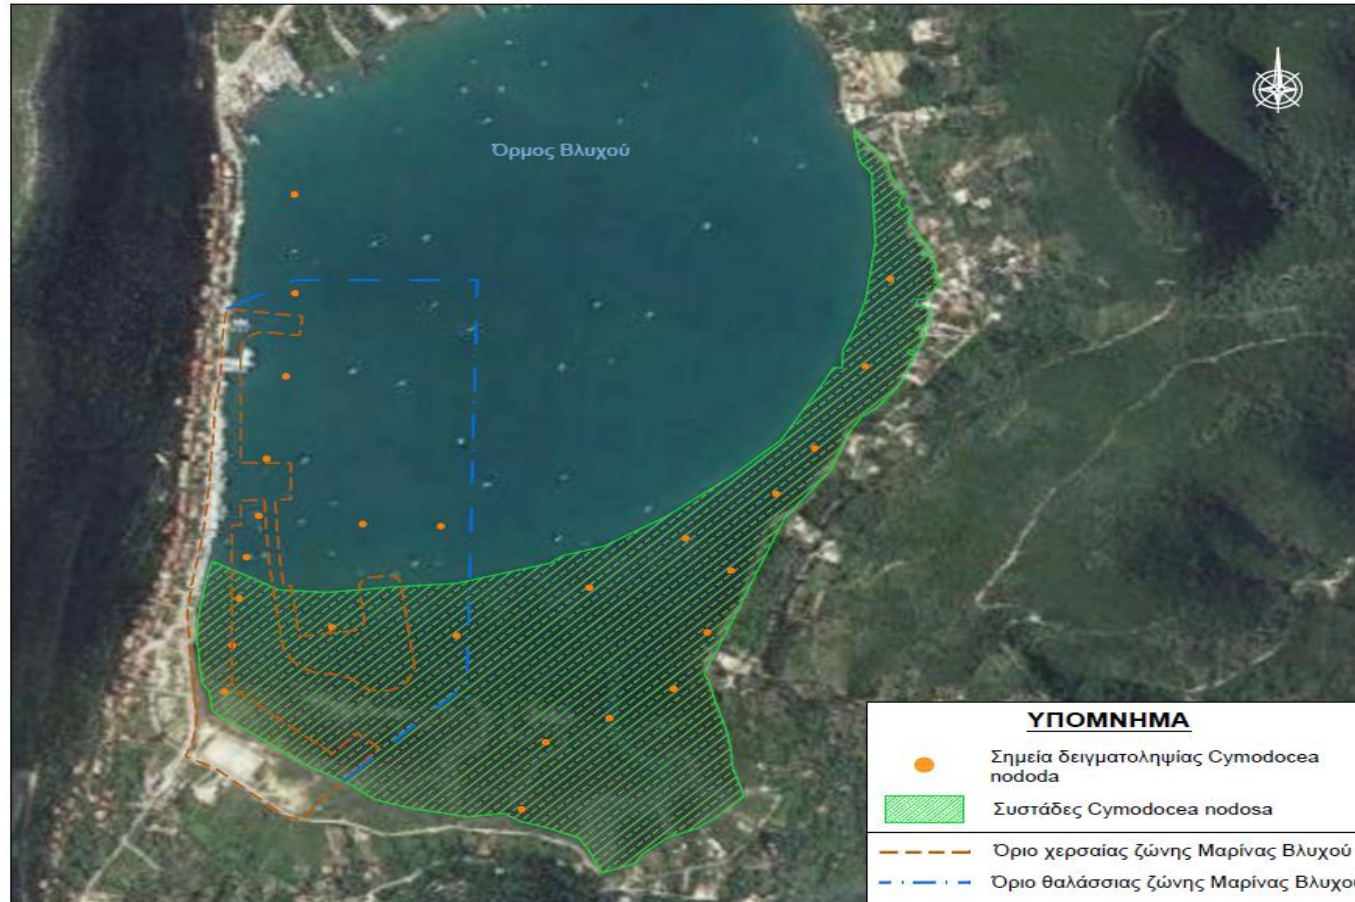 Όρμος Βλυχού
ΥΠΟΜΝΗΜΑ
Σημεία δειγματοληψίας Cymodocea
nododa
Συστάδες Cymodocea nodosa
Όριο χερσαίας ζώνης Μαρίνας Βλυχού
Όριο θαλάσσιας ζώνης Μαρίνας Βλυχού